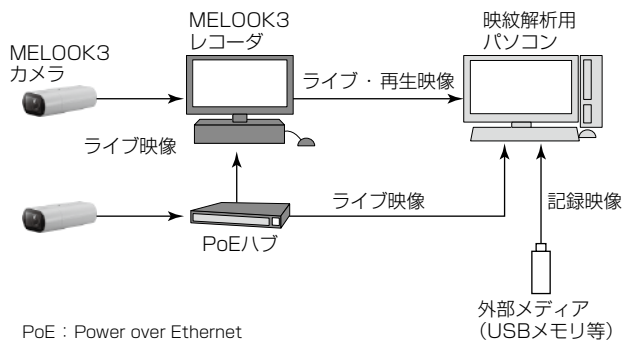 MELOOK3
カメラ
MELOOK3
レコーダ
映紋解析用
パソコン
ライブ・再生映像
ライブ映像
ライブ映像
記録映像
PoEハブ
外部メディア
（USBメモリ等）
PoE：Power over Ethernet